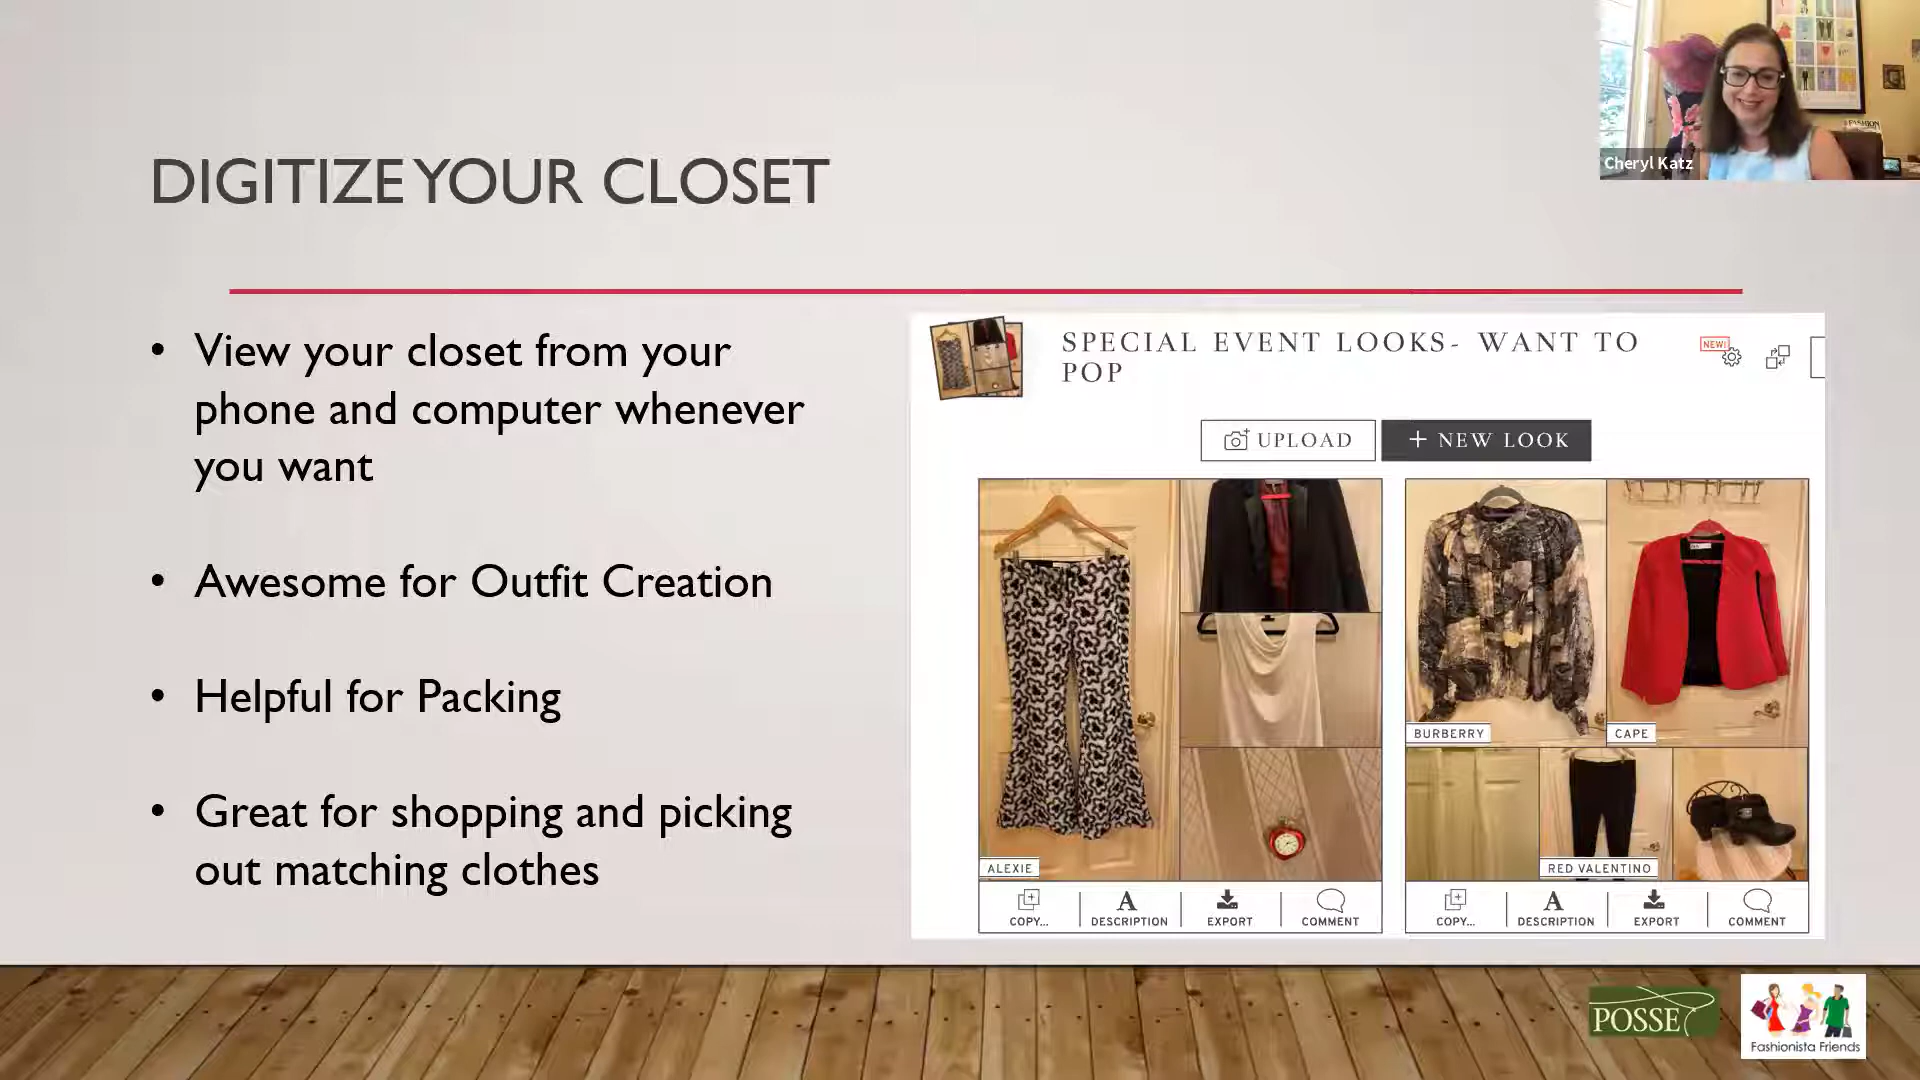 Cheryl Katz
FASHION
DIGITIZE YOUR CLOSET
• View your closet from your
phone and computer whenever
you want
• Awesome for Outfit Creation
• Helpful for Packing
• Great for shopping and picking
out matching clothes
SPECIAL EVENT LOOKS- WANT TO
POP
NEW!
UPLOAD
+ NEW LOOK
ALEXIE
BURBERRY
CAPE
RED VALENTINO
COPY...
A
DESCRIPTION
EXPORT
COMMENT
COPY...
A
DESCRIPTION
EXPORT
COMMENT
POSSE
Fashionista Friends